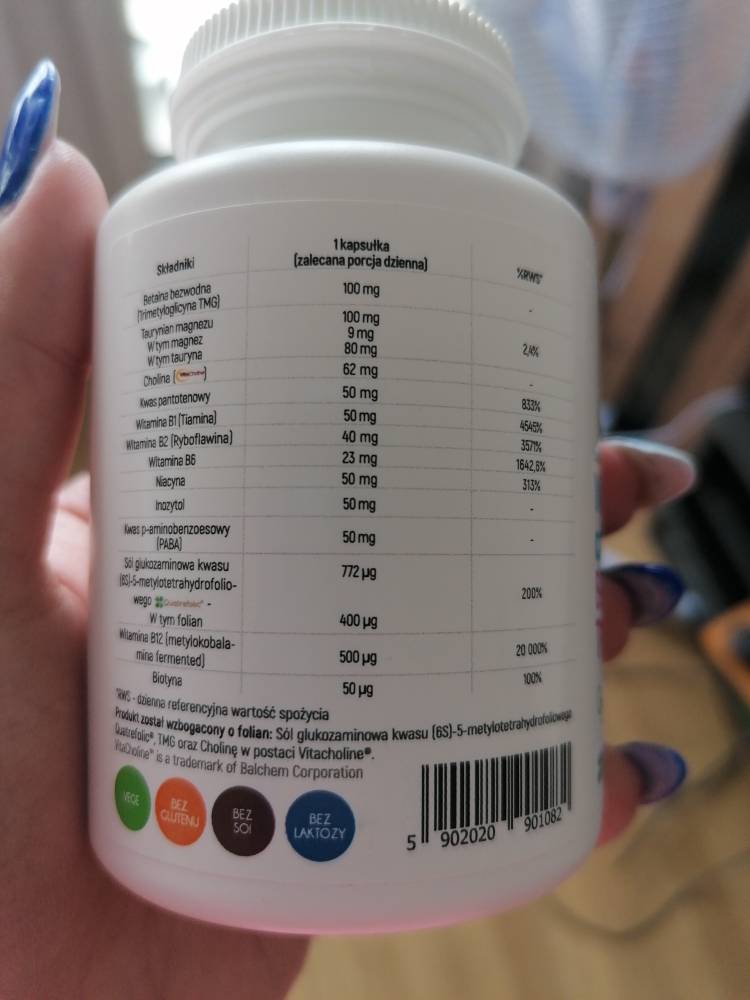 Składniki
1 kapsułka
(zalecana porcja dzienna)
%RWS*
Betaina bezwodna
(Trimetyloglicyna TMG)
100 mg
-
Taurynian magnezu
100 mg
W tym magnez
9 mg
2,4%
W tym tauryna
80 mg
Cholina (VitaCholine)
62 mg
-
Kwas pantotenowy
50 mg
833%
Witamina B1 (Tiamina)
50 mg
4545%
Witamina B2 (Ryboflawina)
40 mg
3571%
Witamina B6
23 mg
1642,8%
Niacyna
50 mg
313%
Inozytol
50 mg
-
Kwas p-aminobenzoesowy
(PABA)
50 mg
-
Sól glukozaminowa kwasu
(6S)-5-metylotetrahydrofolio-
wego Quatrefolic® -
772 µg
W tym folian
400 µg
200%
Witamina B12 (metylokobala-
mina fermented)
500 µg
20 000%
Biotyna
50 µg
100%
*RWS - dzienna referencyjna wartość spożycia
Produkt został wzbogacony o folian: Sól glukozaminowa kwasu (6S)-5-metylotetrahydrofoliowego
Quatrefolic®, TMG oraz Cholinę w postaci Vitacholine®.
VitaCholine® is a trademark of Balchem Corporation
VEGE
BEZ
GLUTENU
BEZ
SOI
BEZ
LAKTOZY
5 902020 901082